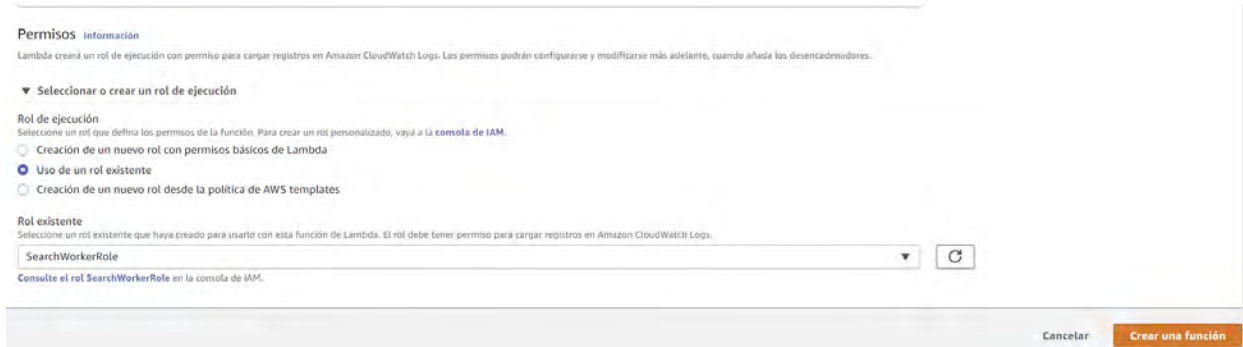 Permisos Información
Lambda creará un rol de ejecución con permiso para cargar registros en Amazon CloudWatch Logs. Los permisos podrán configurarse y modificarse más adelante, cuando añada los desencadenadores.
▼ Seleccionar o crear un rol de ejecución
Rol de ejecución
Seleccione un rol que defina los permisos de la función. Para crear un rol personalizado, vaya a la consola de IAM.
Creación de un nuevo rol con permisos básicos de Lambda
Uso de un rol existente
Creación de un nuevo rol desde la política de AWS templates
Rol existente
Seleccione un rol existente que haya creado para usarlo con esta función de Lambda. El rol debe tener permiso para cargar registros en Amazon CloudWatch Logs.
SearchWorkerRole
Consulte el rol SearchWorkerRole en la consola de IAM.
Cancelar Crear una función